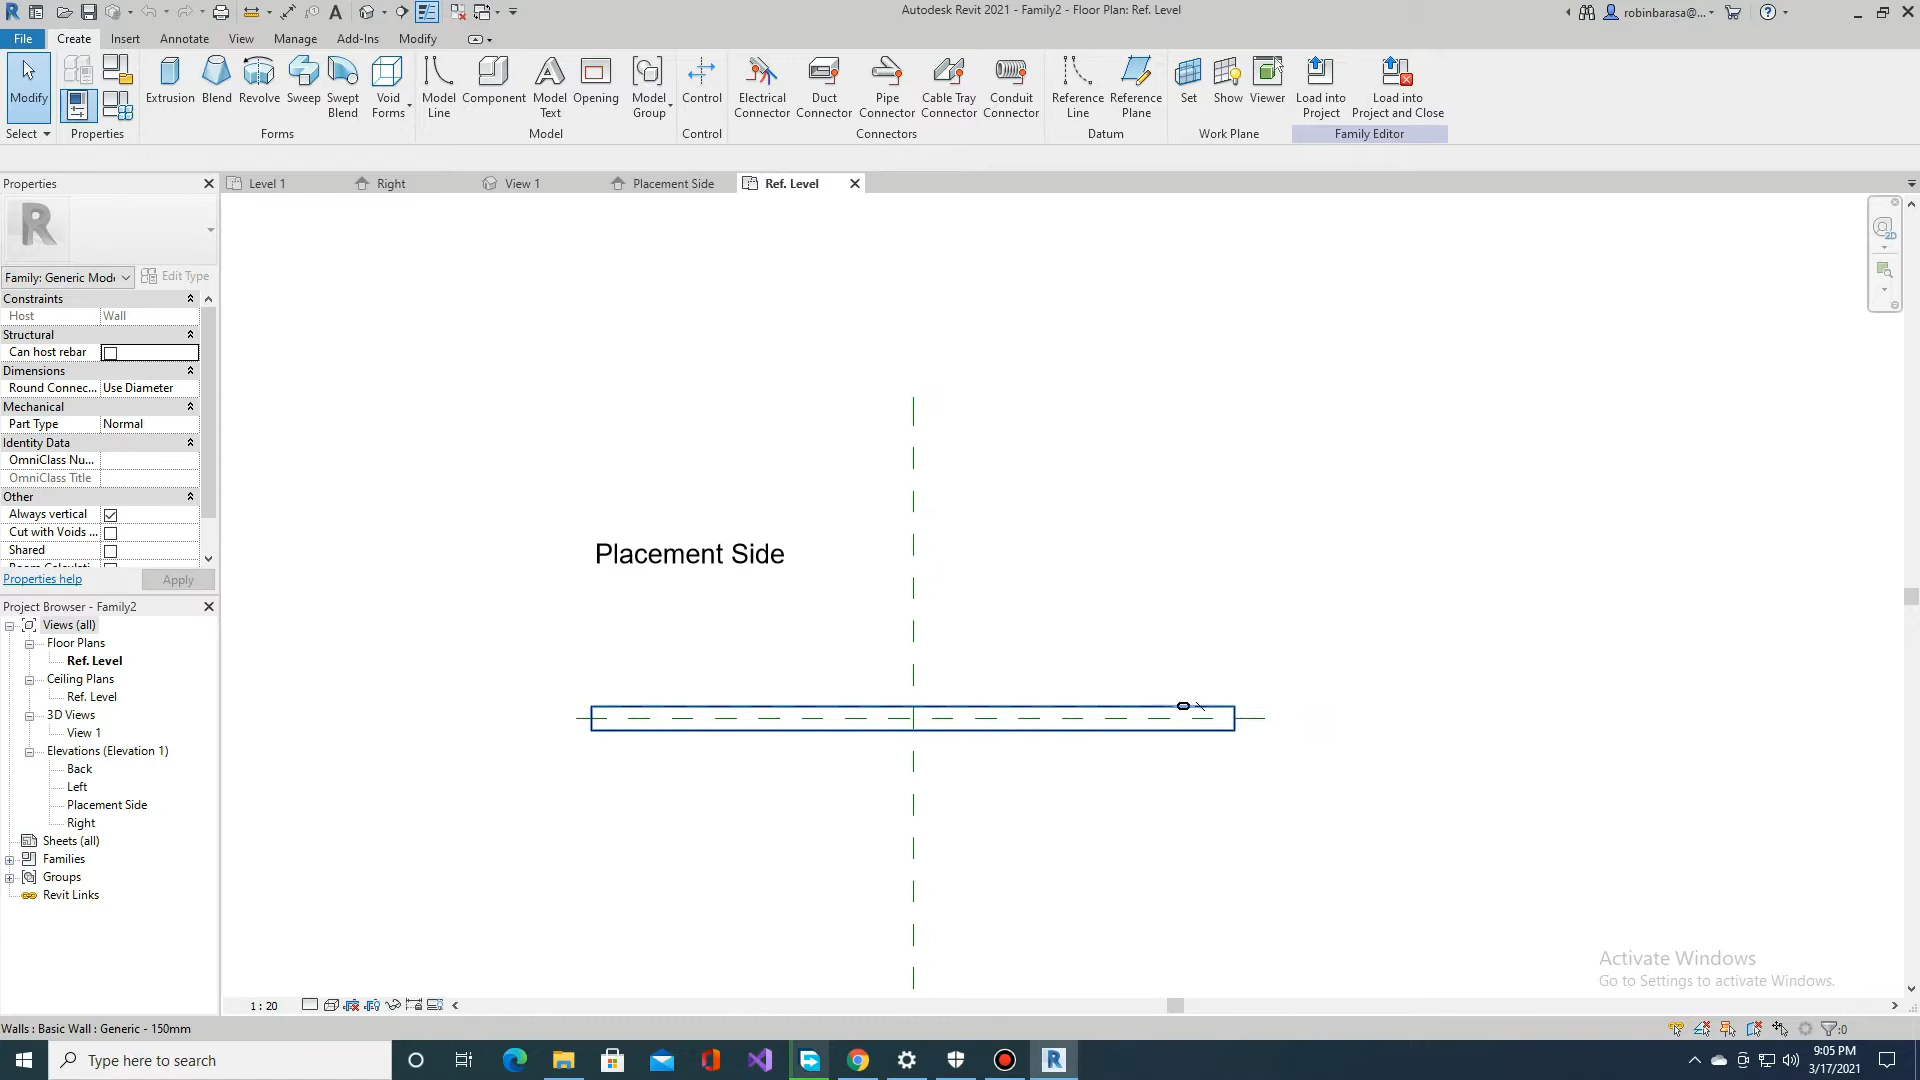 Autodesk Revit 2021 - Family2 - Floor Plan: Ref. Level
robinbarasa@...
File Create Insert Annotate View Manage Add-Ins Modify
Modify
Extrusion Blend Revolve Sweep Swept Blend Void Forms
Model Line Component Model Text Opening Model Group
Control
Electrical Connector Duct Connector Pipe Connector Cable Tray Connector Conduit Connector
Reference Line Reference Plane
Set Show Viewer
Load into Project Load into Project and Close
Select Properties Forms Model Control Connectors Datum Work Plane Family Editor
Properties
Level 1 Right View 1 Placement Side Ref. Level
Family: Generic Mod Edit Type
Constraints
Host Wall
Structural
Can host rebar
Dimensions
Round Connec... Use Diameter
Mechanical
Part Type Normal
Identity Data
OmniClass Nu...
OmniClass Title
Other
Always vertical
Cut with Voids ...
Shared
Properties help Apply
Project Browser - Family2
Views (all)
Floor Plans
Ref. Level
Ceiling Plans
Ref. Level
3D Views
View 1
Elevations (Elevation 1)
Back
Left
Placement Side
Right
Sheets (all)
Families
Groups
Revit Links
Placement Side
Activate Windows
Go to Settings to activate Windows.
1 : 20
Walls : Basic Wall : Generic - 150mm
:0
Type here to search
9:05 PM
3/17/2021